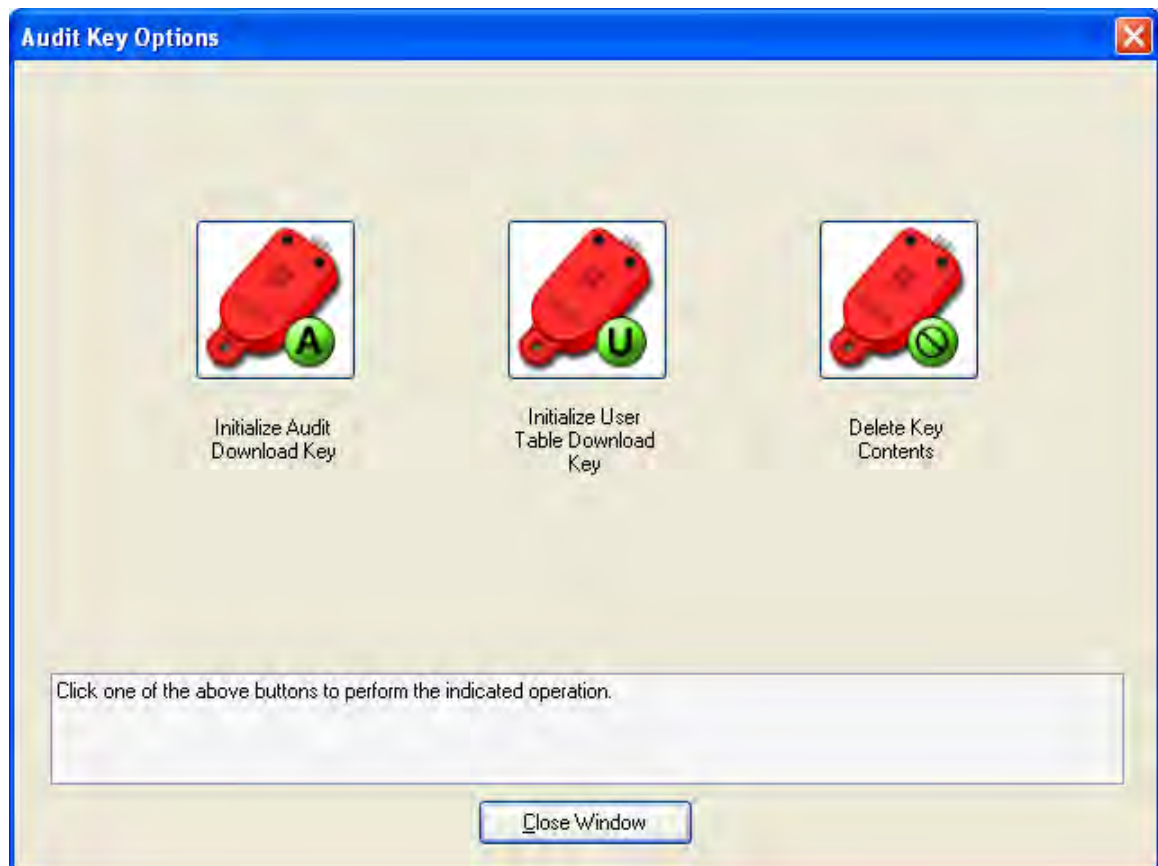 Audit Key Options
A
U
Initialize Audit
Download Key
Initialize User
Table Download
Key
Delete Key
Contents
Click one of the above buttons to perform the indicated operation.
Close Window